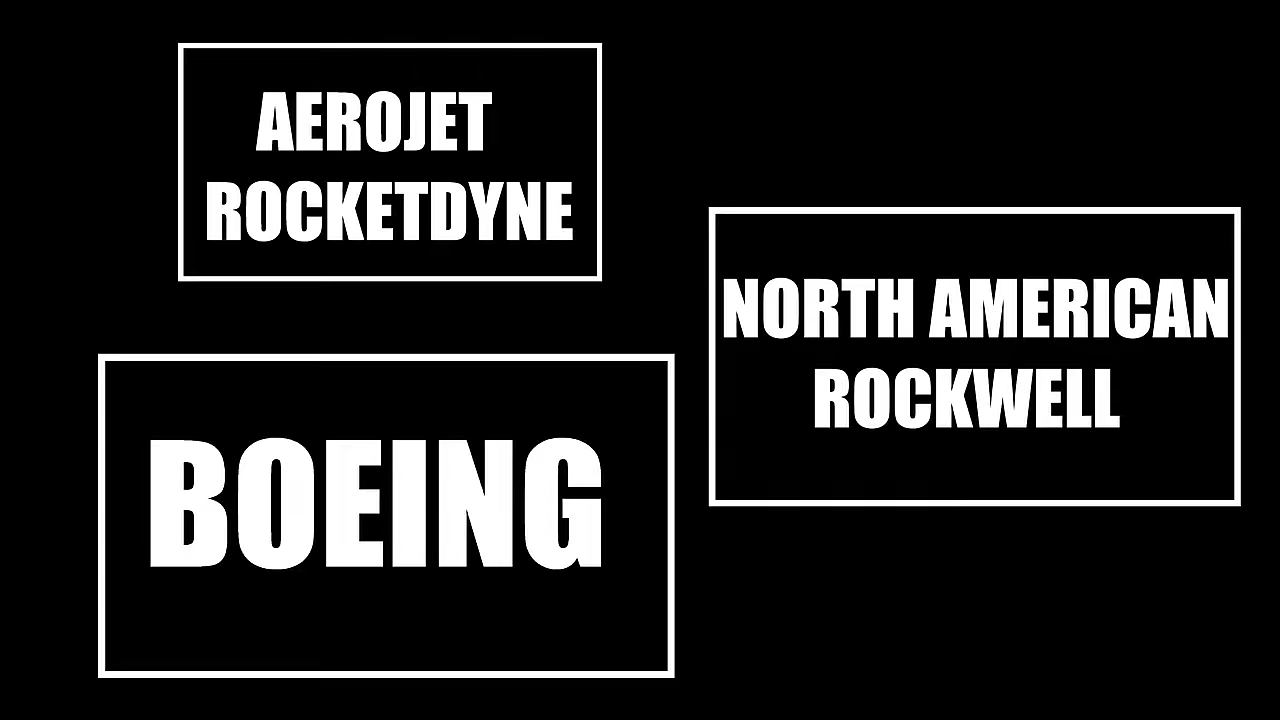 AEROJET
ROCKETDYNE
NORTH AMERICAN
ROCKWELL
BOEING